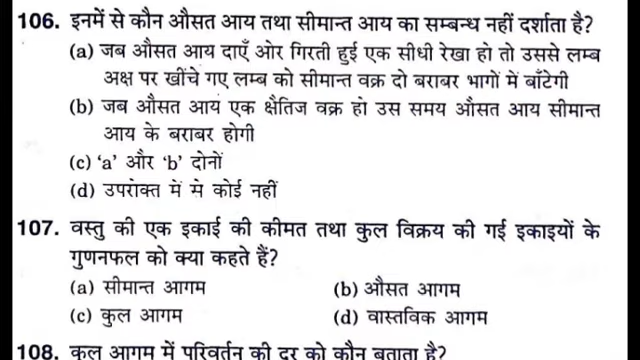 106. इनमें से कौन औसत आय तथा सीमान्त आय का सम्बन्ध नहीं दर्शाता है?
(a) जब औसत आय दाएँ ओर गिरती हुई एक सीधी रेखा हो तो उससे लम्ब
अक्ष पर खींचे गए लम्ब को सीमान्त वक्र दो बराबर भागों में बाँटेगी
(b) जब औसत आय एक क्षैतिज वक्र हो उस समय औसत आय सीमान्त
आय के बराबर होगी
(c) 'a' और 'b' दोनों
(d) उपरोक्त में से कोई नहीं
107. वस्तु की एक इकाई की कीमत तथा कुल विक्रय की गई इकाइयों के
गुणनफल को क्या कहते हैं?
(a) सीमान्त आगम (b) औसत आगम
(c) कुल आगम (d) वास्तविक आगम
108. कुल आगम में परिवर्तन की दर को कौन बताता है?